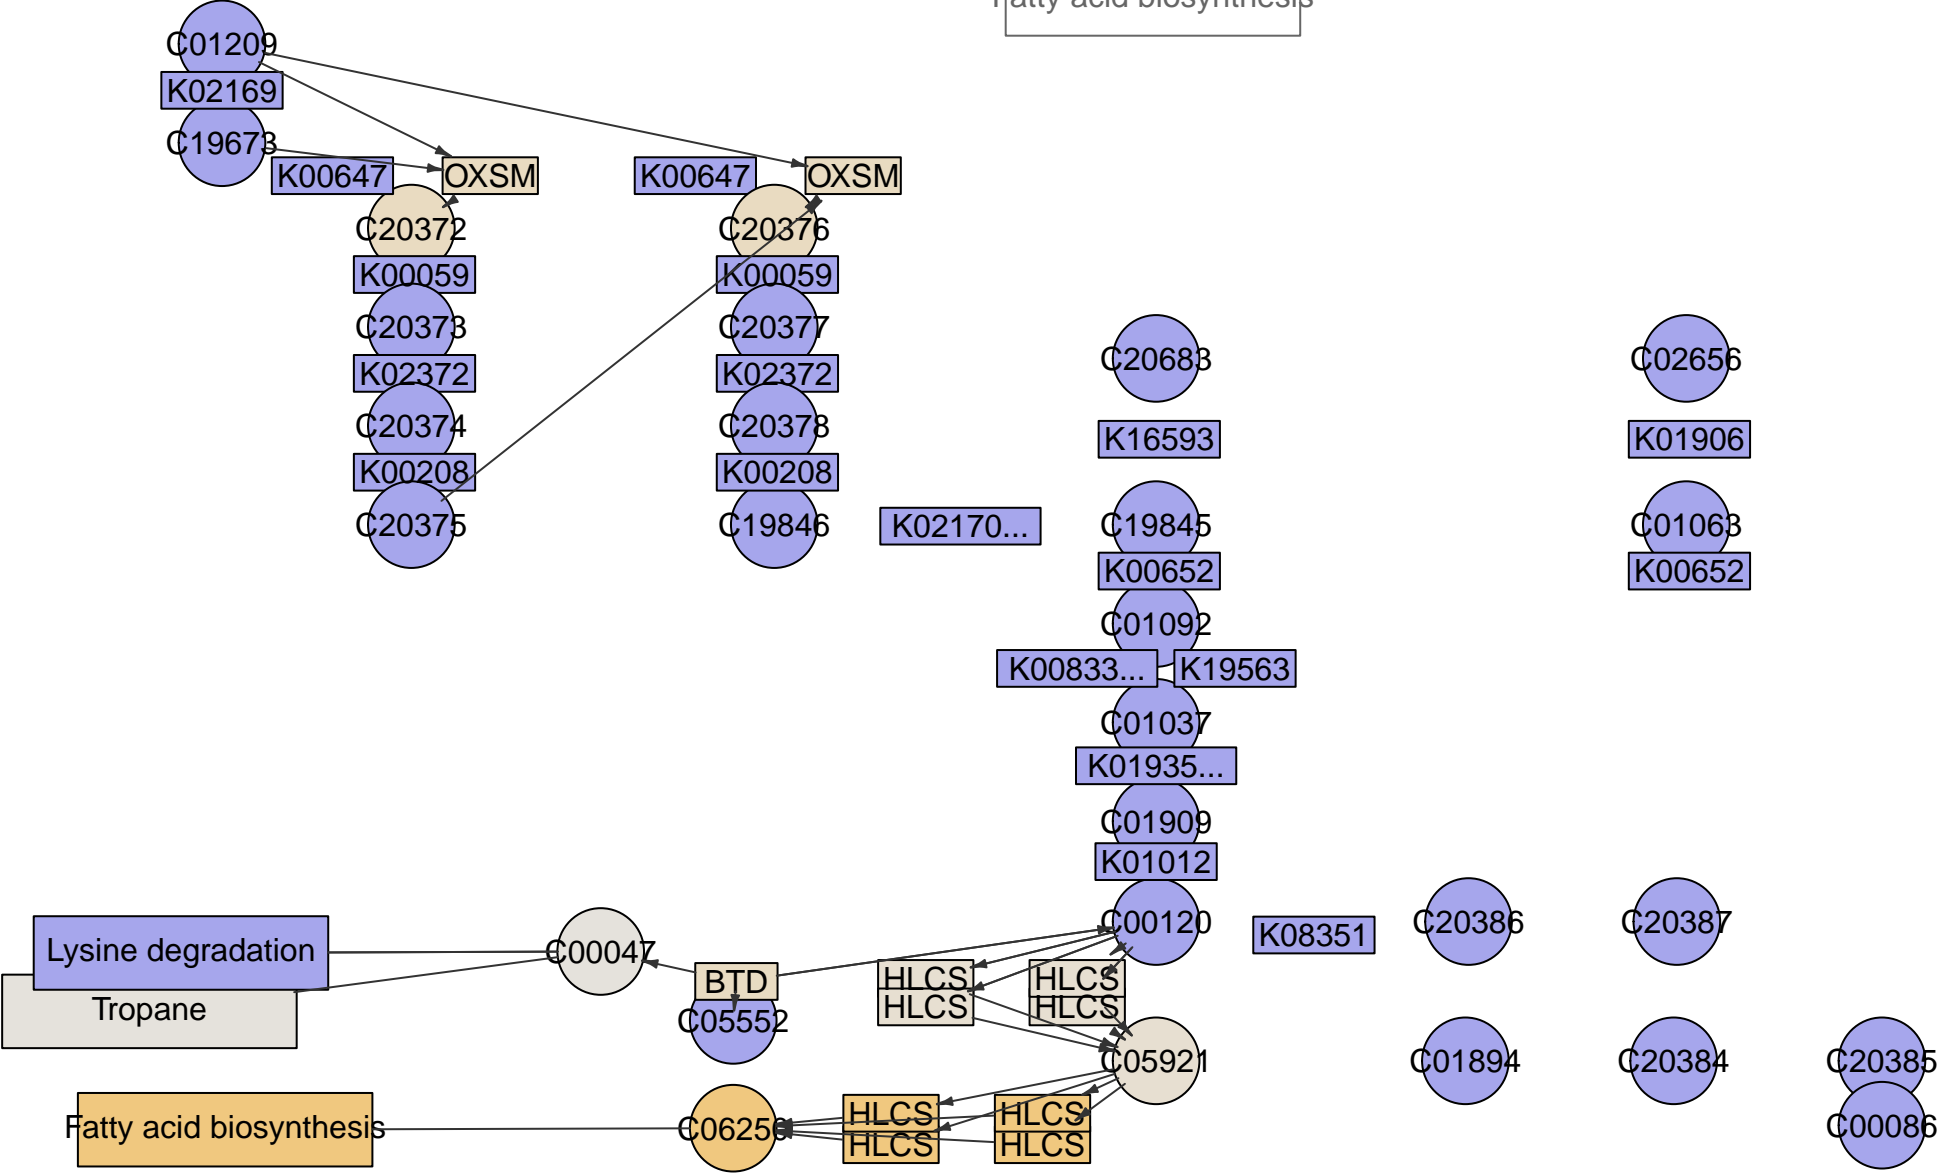 Fatty acid biosynthesis
C01209
K02169
C19673
K00647
OXSM
K00647
OXSM
C20372
C20376
K00059
K00059
C20373
C20377
C20683
C02656
K02372
K02372
C20374
C20378
K16593
K01906
K00208
K00208
C20375
C19846
K02170...
C19845
C01063
K00652
K00652
C01092
K00833...
K19563
C01037
K01935...
C01909
K01012
C00120
K08351
C20386
C20387
Lysine degradation
C00047
BTD
HLCS
HLCS
Tropane
HLCS
HLCS
C05552
C05921
C01894
C20384
C20385
Fatty acid biosynthesis
HLCS
HLCS
C00086
HLCS
HLCS